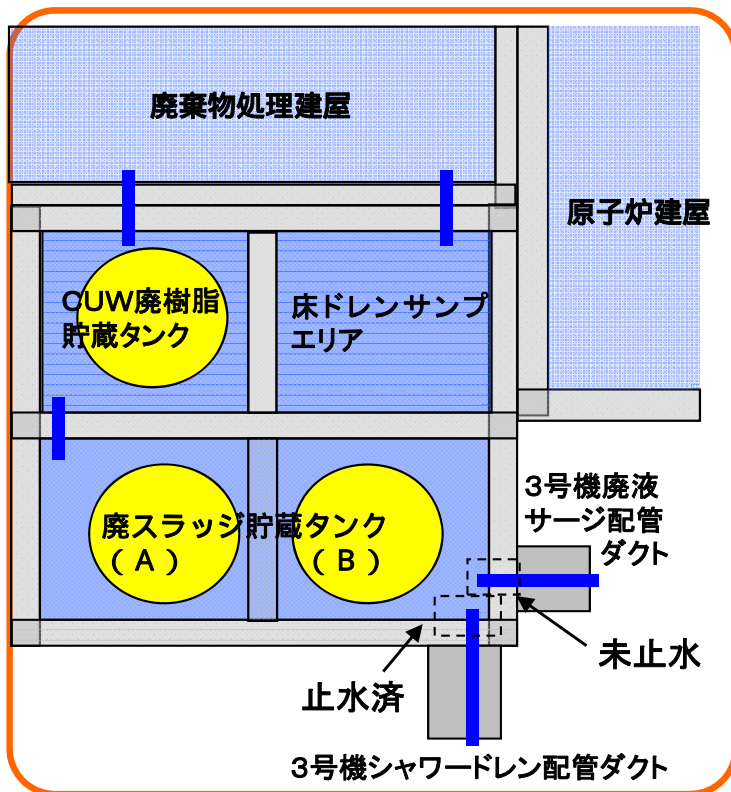 廃棄物処理建屋
原子炉建屋
CUW廃樹脂
貯蔵タンク
床ドレンサンプ
エリア
廃スラッジ貯蔵タンク
（Ａ）　　　　（Ｂ）
3号機廃液
サージ配管
ダクト
未止水
止水済
3号機シャワードレン配管ダクト